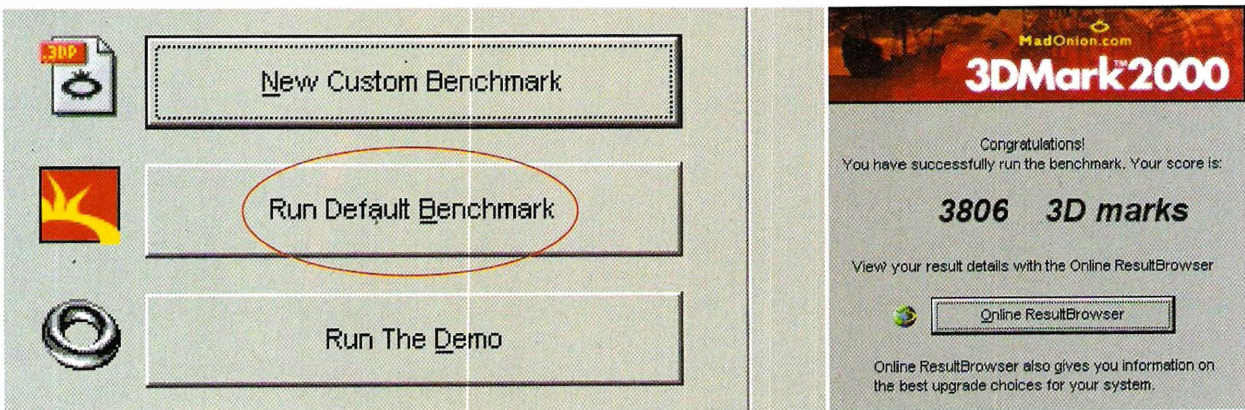 .3DP
New Custom Benchmark
Run Default Benchmark
Run The Demo
MadOnion.com
3DMark™2000
Congratulations!
You have successfully run the benchmark. Your score is:
3806 3D marks
View your result details with the Online ResultBrowser
Online ResultBrowser
Online ResultBrowser also gives you information on
the best upgrade choices for your system.